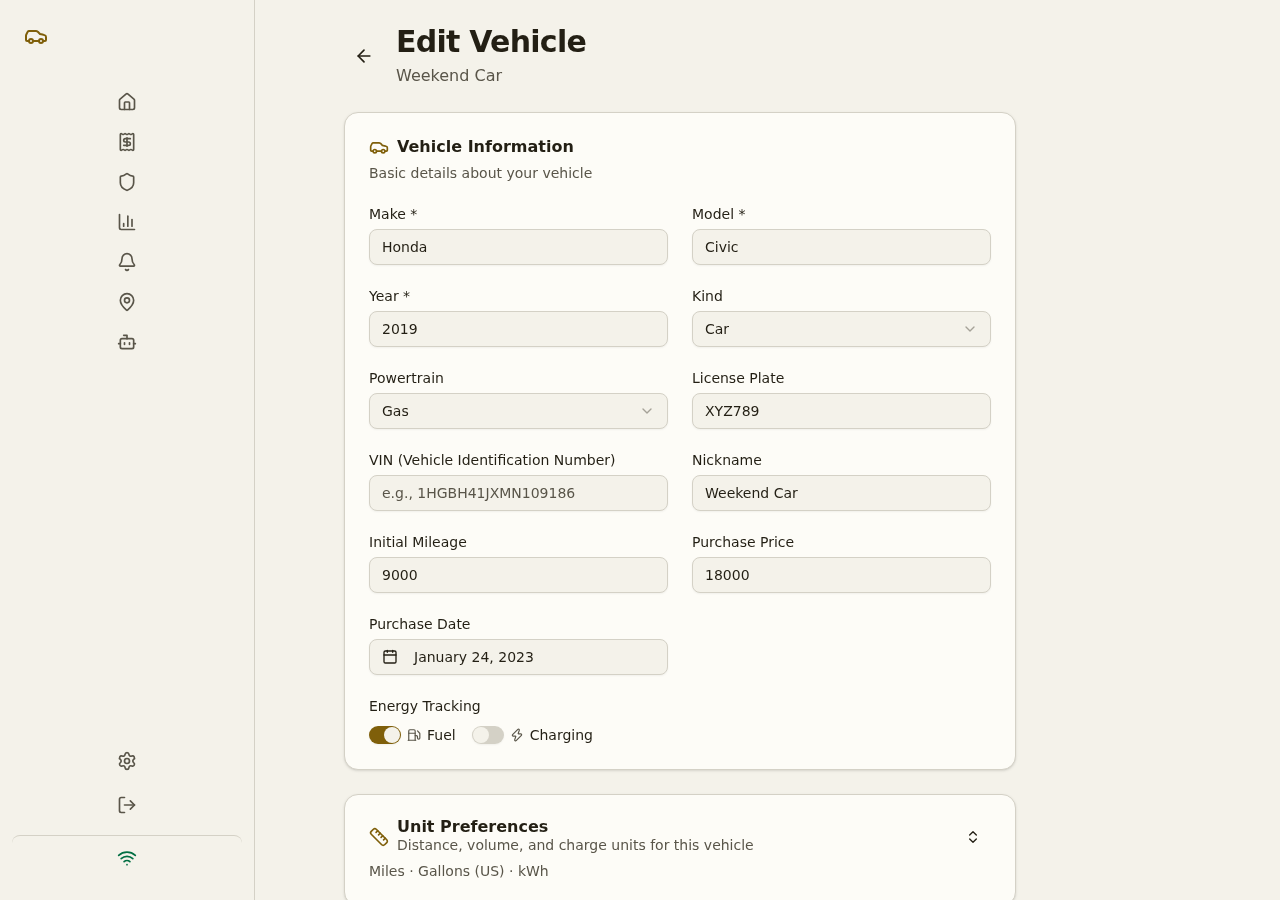 Edit Vehicle
Weekend Car
Vehicle Information
Basic details about your vehicle
Make *
Model *
Honda
Civic
Year *
Kind
2019
Car
Powertrain
License Plate
Gas
XYZ789
VIN (Vehicle Identification Number)
Nickname
e.g., 1HGBH41JXMN109186
Weekend Car
Initial Mileage
Purchase Price
9000
18000
Purchase Date
January 24, 2023
Energy Tracking
Fuel
Charging
Unit Preferences
Distance, volume, and charge units for this vehicle
Miles · Gallons (US) · kWh